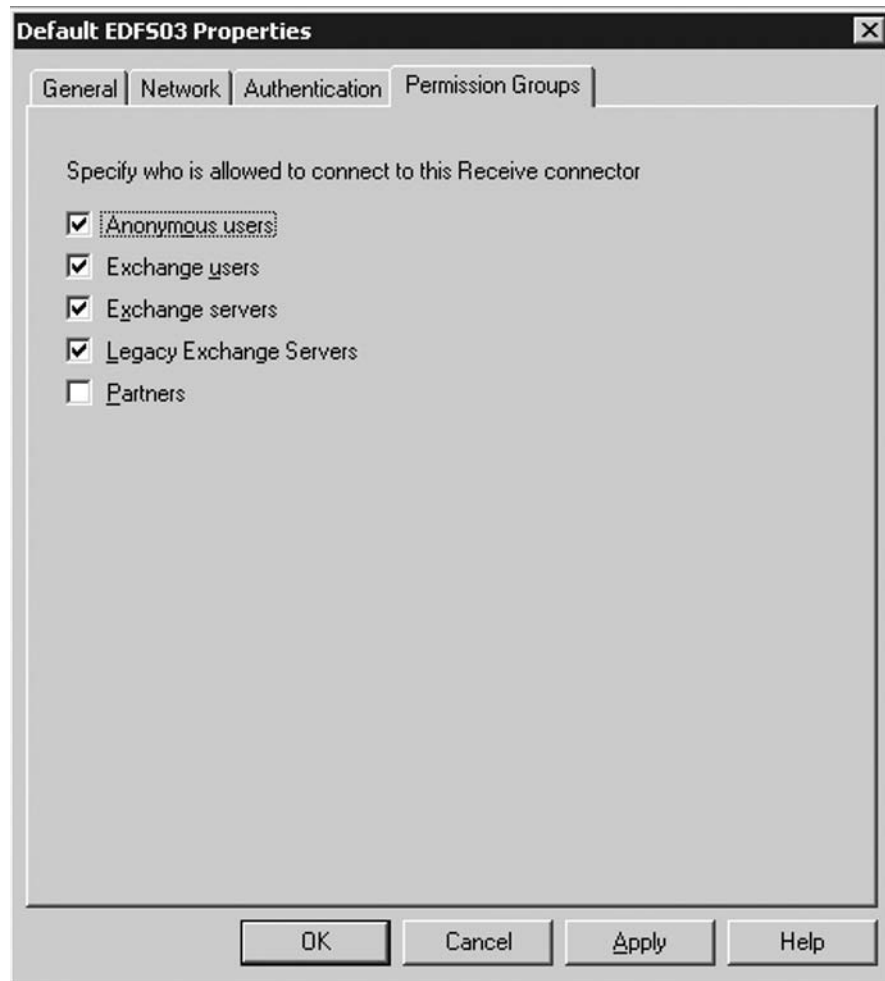 Default EDFS03 Properties
General Network Authentication Permission Groups
Specify who is allowed to connect to this Receive connector
Anonymous users
Exchange users
Exchange servers
Legacy Exchange Servers
Partners
OK Cancel Apply Help